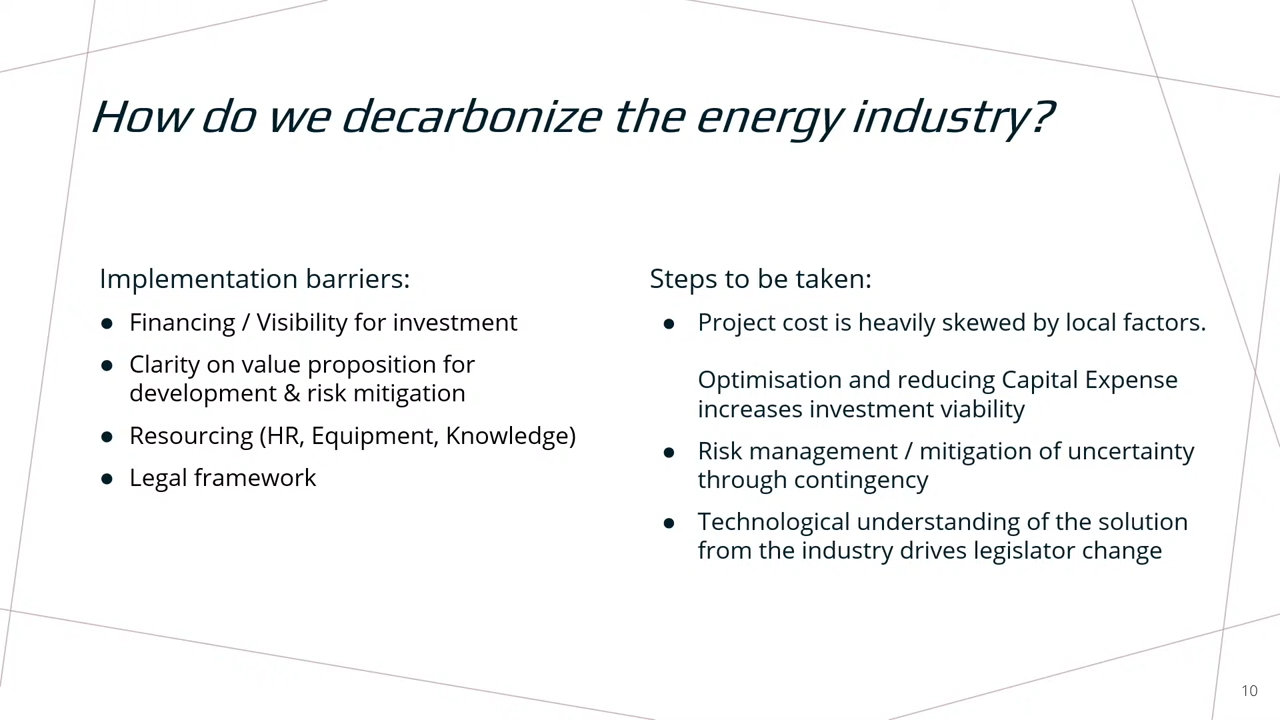 How do we decarbonize the energy industry?
Implementation barriers:
● Financing / Visibility for investment
● Clarity on value proposition for
development & risk mitigation
● Resourcing (HR, Equipment, Knowledge)
● Legal framework
Steps to be taken:
● Project cost is heavily skewed by local factors.
Optimisation and reducing Capital Expense
increases investment viability
● Risk management / mitigation of uncertainty
through contingency
● Technological understanding of the solution
from the industry drives legislator change
10